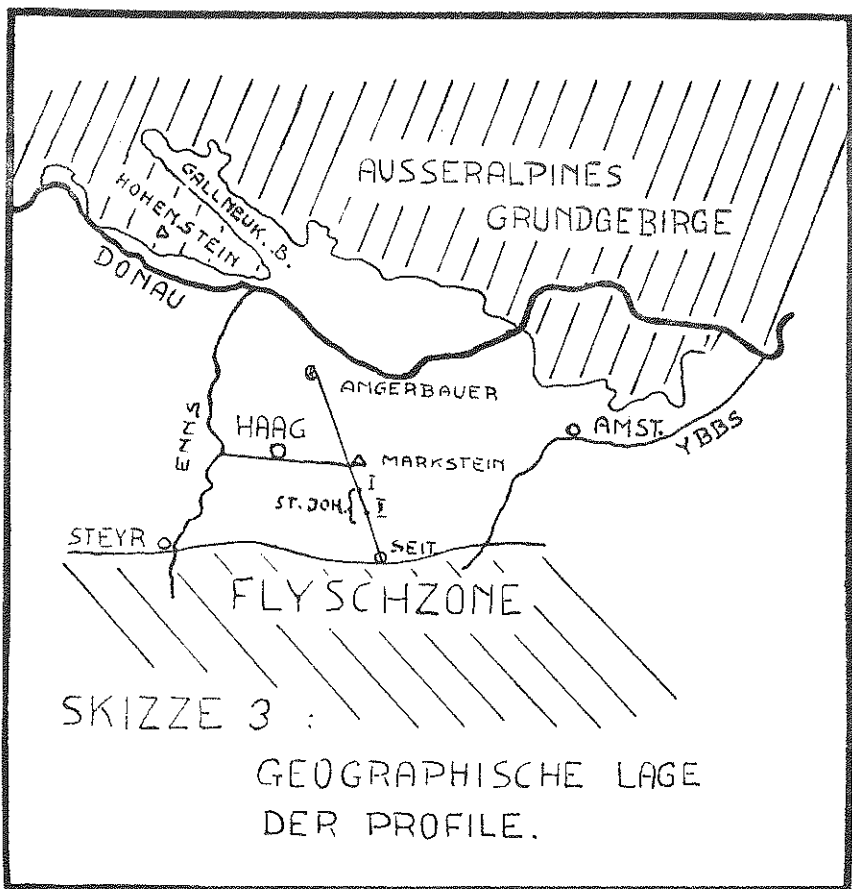 AUSSERALPINES
GRUNDGEBIRGE
GALLNEUK. B.
HOHENSTEIN
DONAU
ANGERBAUER
ENNS
HAAG
AMST.
YBBS
MARKSTEIN
I
ST. JOH. { II
STEYR
SEIT
FLYSCHZONE
SKIZZE 3 :
GEOGRAPHISCHE LAGE
DER PROFILE.